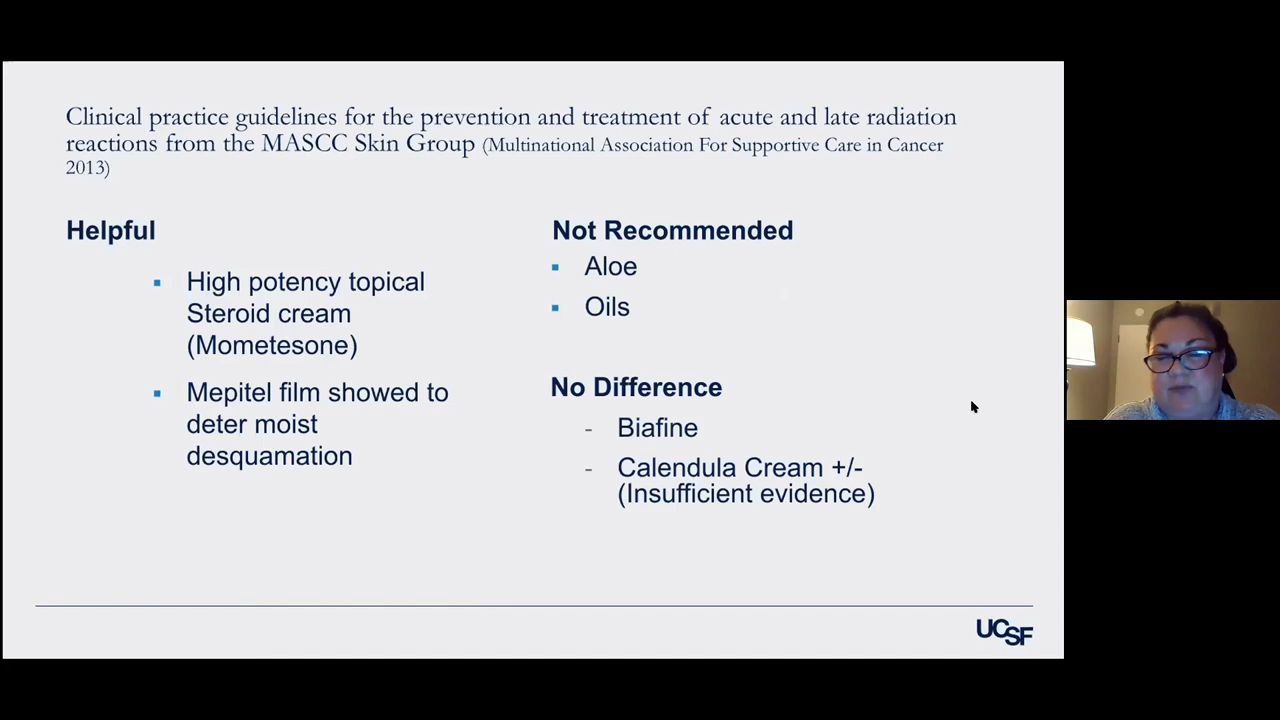 Clinical practice guidelines for the prevention and treatment of acute and late radiation
reactions from the MASCC Skin Group (Multinational Association For Supportive Care in Cancer
2013)
Helpful
▪ High potency topical
Steroid cream
(Mometesone)
▪ Mepitel film showed to
deter moist
desquamation
Not Recommended
▪ Aloe
▪ Oils
No Difference
- Biafine
- Calendula Cream +/-
(Insufficient evidence)
UCSF